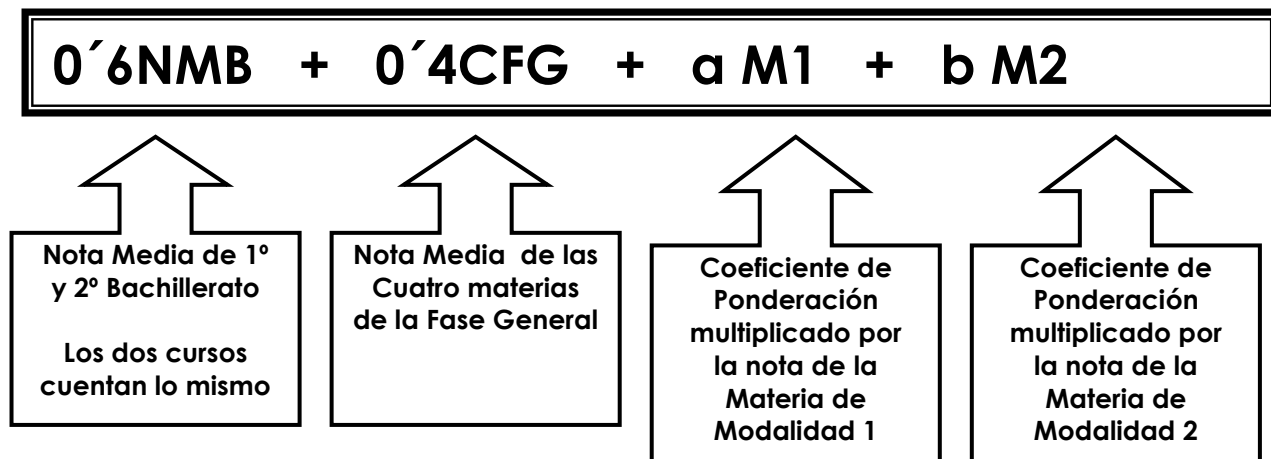 0´6NMB + 0´4CFG + a M1 + b M2
Nota Media de 1º
y 2º Bachillerato
Los dos cursos
cuentan lo mismo
Nota Media de las
Cuatro materias
de la Fase General
Coeficiente de
Ponderación
multiplicado por
la nota de la
Materia de
Modalidad 1
Coeficiente de
Ponderación
multiplicado por
la nota de la
Materia de
Modalidad 2